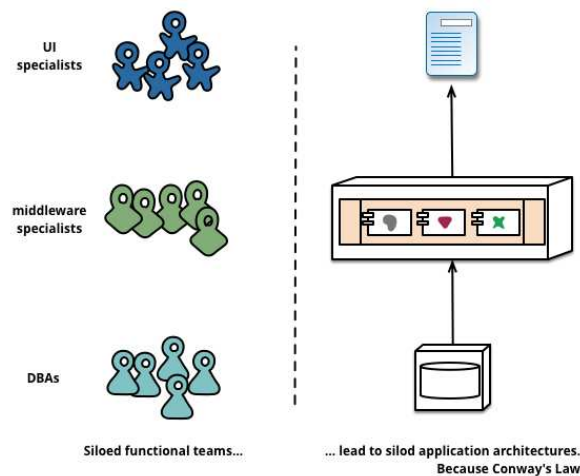 UI
specialists
middleware
specialists
DBAs
Siloed functional teams...
... lead to silod application architectures.
Because Conway's Law